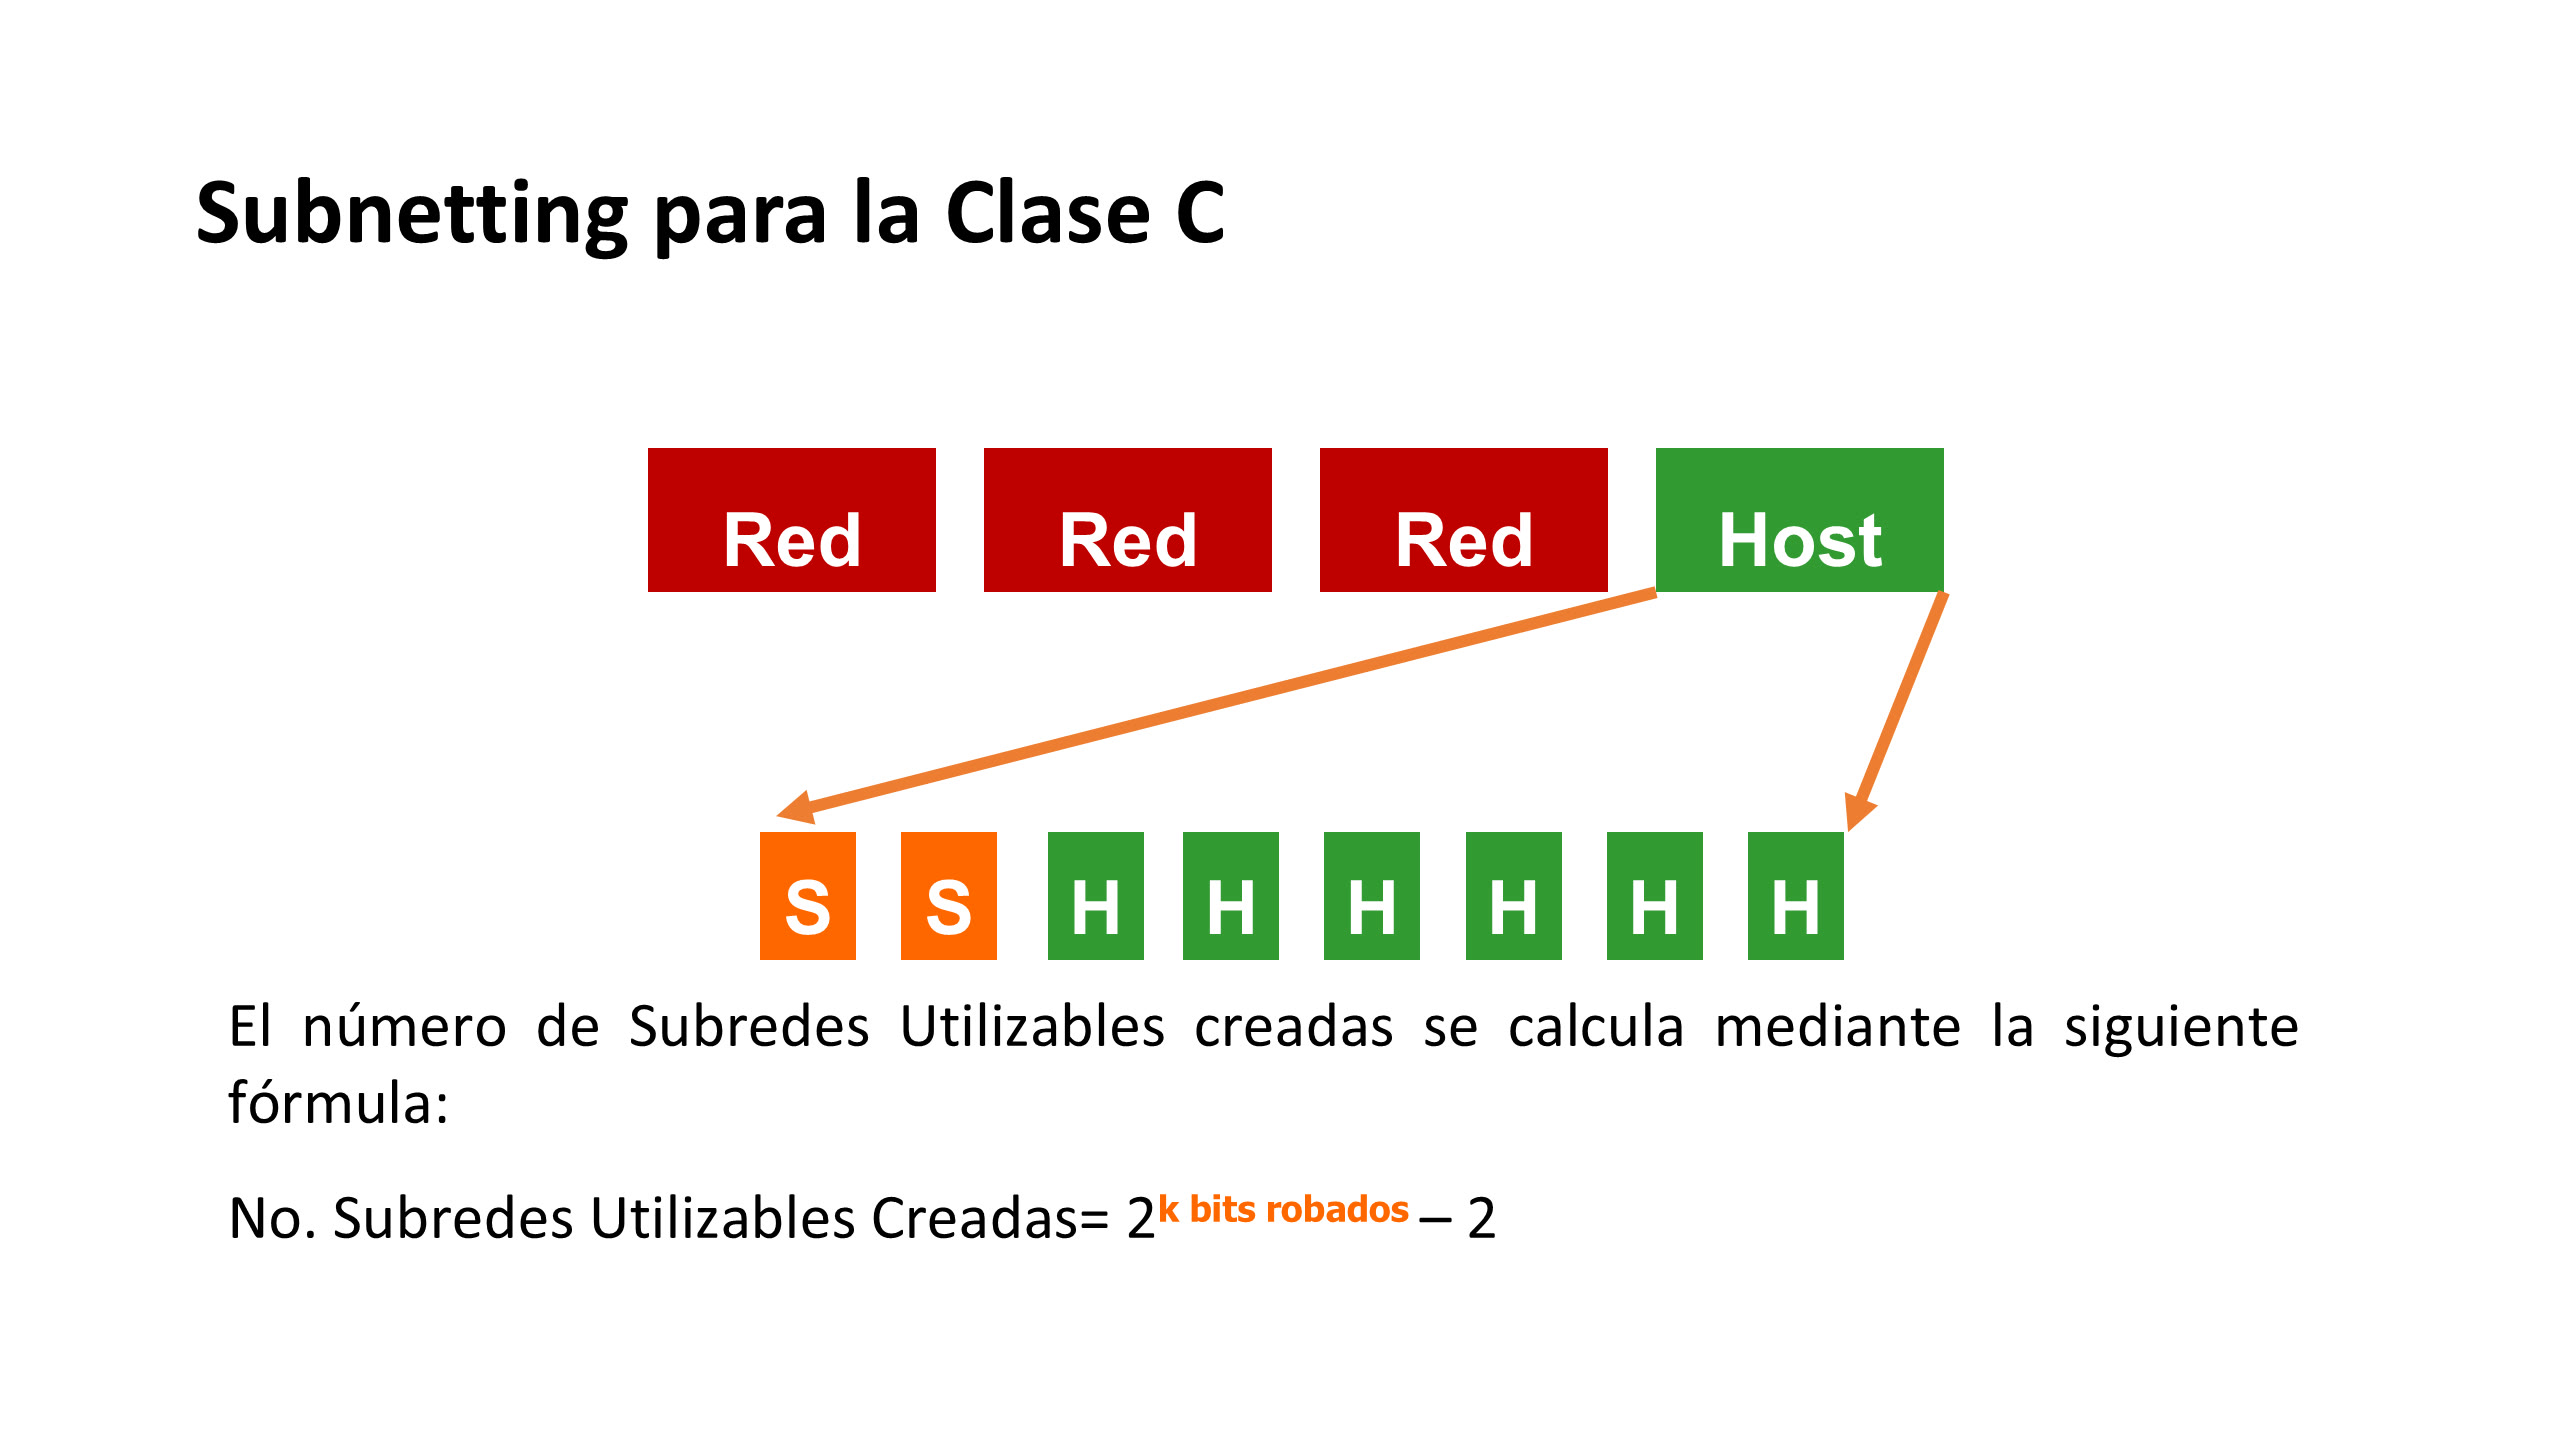 Subnetting para la Clase C
Red Red Red Host
S S H H H H H H
El número de Subredes Utilizables creadas se calcula mediante la siguiente
fórmula:
No. Subredes Utilizables Creadas= 2k bits robados – 2